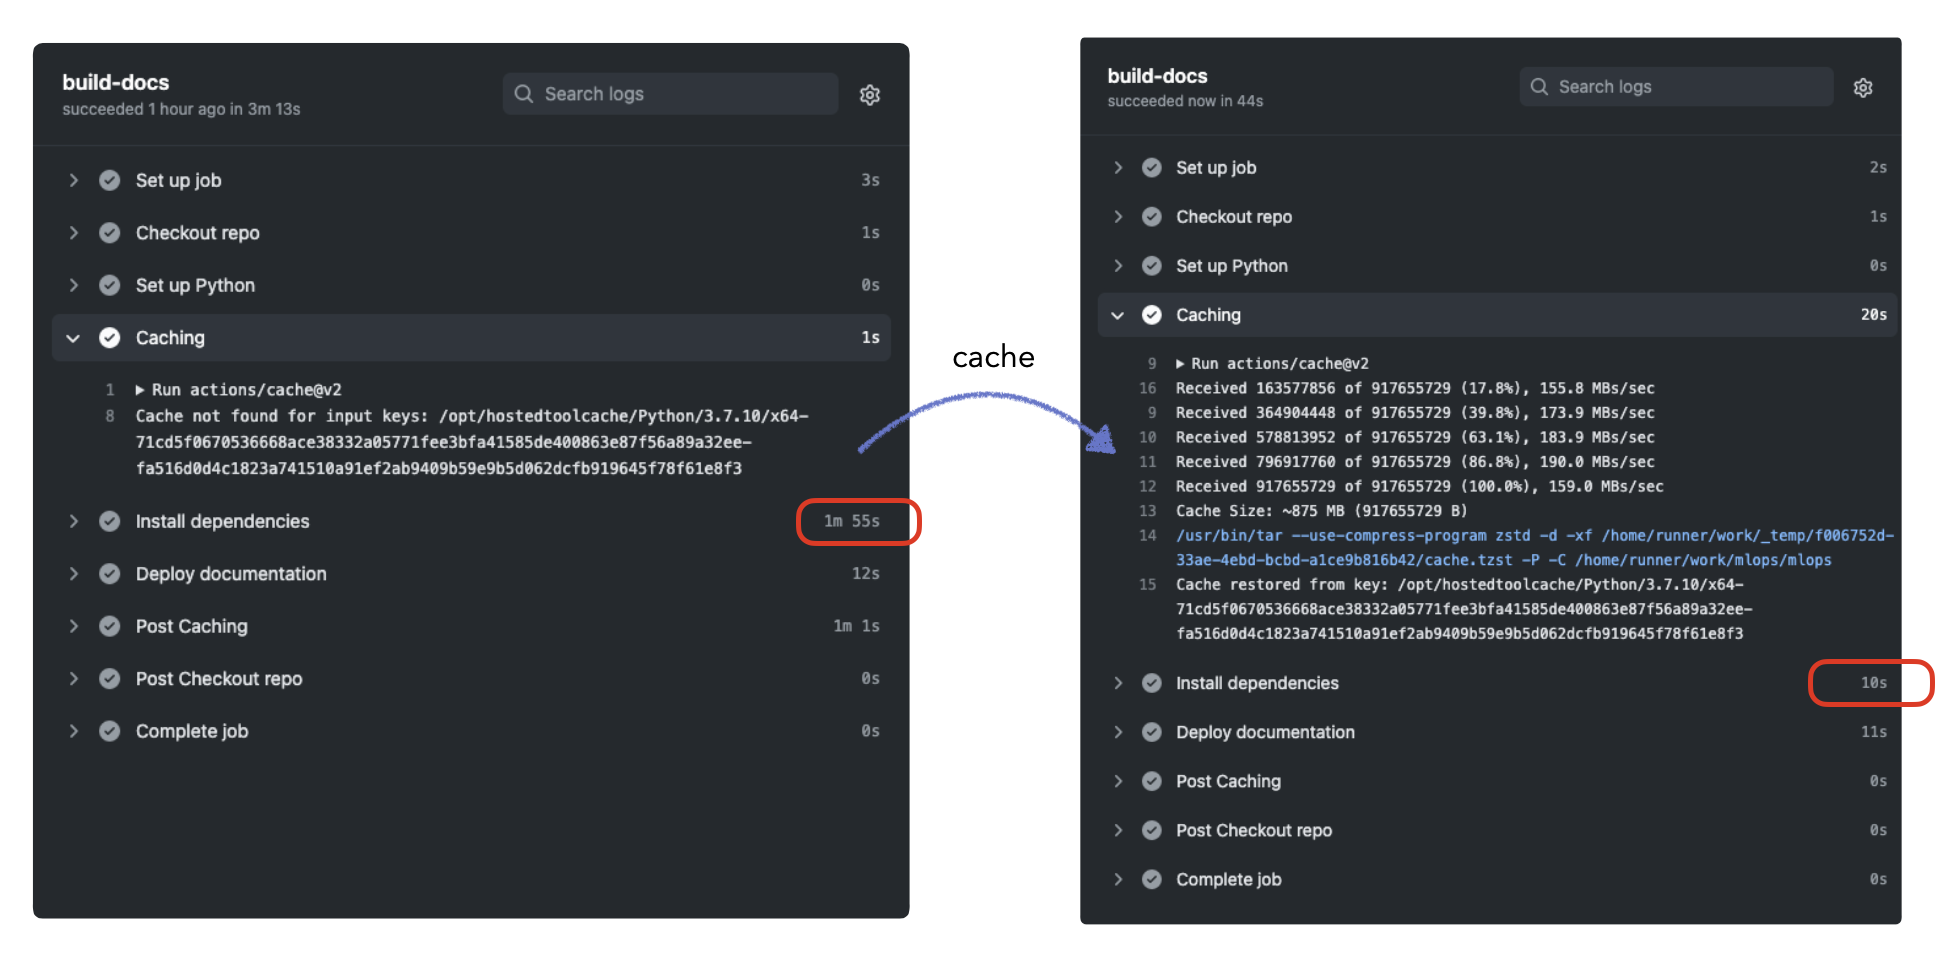 build-docs
succeeded 1 hour ago in 3m 13s
Search logs
Set up job 3s
Checkout repo 1s
Set up Python 0s
Caching 1s
1 Run actions/cache@v2
8 Cache not found for input keys: /opt/hostedtoolcache/Python/3.7.10/x64-
71cd5f0670536668ace38332a05771fee3bfa41585de400863e87f56a89a32ee-
fa516d0d4c1823a741510a91ef2ab9409b59e9b5d062dcfb919645f78f61e8f3
Install dependencies 1m 55s
Deploy documentation 12s
Post Caching 1m 1s
Post Checkout repo 0s
Complete job 0s
cache
build-docs
succeeded now in 44s
Search logs
Set up job 2s
Checkout repo 1s
Set up Python 0s
Caching 20s
9 Run actions/cache@v2
16 Received 163577856 of 917655729 (17.8%), 155.8 MBs/sec
9 Received 364904448 of 917655729 (39.8%), 173.9 MBs/sec
10 Received 578813952 of 917655729 (63.1%), 183.9 MBs/sec
11 Received 796917760 of 917655729 (86.8%), 190.0 MBs/sec
12 Received 917655729 of 917655729 (100.0%), 159.0 MBs/sec
13 Cache Size: ~875 MB (917655729 B)
14 /usr/bin/tar --use-compress-program zstd -d -xf /home/runner/work/_temp/f006752d-
33ae-4ebd-bcbd-a1ce9b816b42/cache.tzst -P -C /home/runner/work/mlops/mlops
15 Cache restored from key: /opt/hostedtoolcache/Python/3.7.10/x64-
71cd5f0670536668ace38332a05771fee3bfa41585de400863e87f56a89a32ee-
fa516d0d4c1823a741510a91ef2ab9409b59e9b5d062dcfb919645f78f61e8f3
Install dependencies 10s
Deploy documentation 11s
Post Caching 0s
Post Checkout repo 0s
Complete job 0s